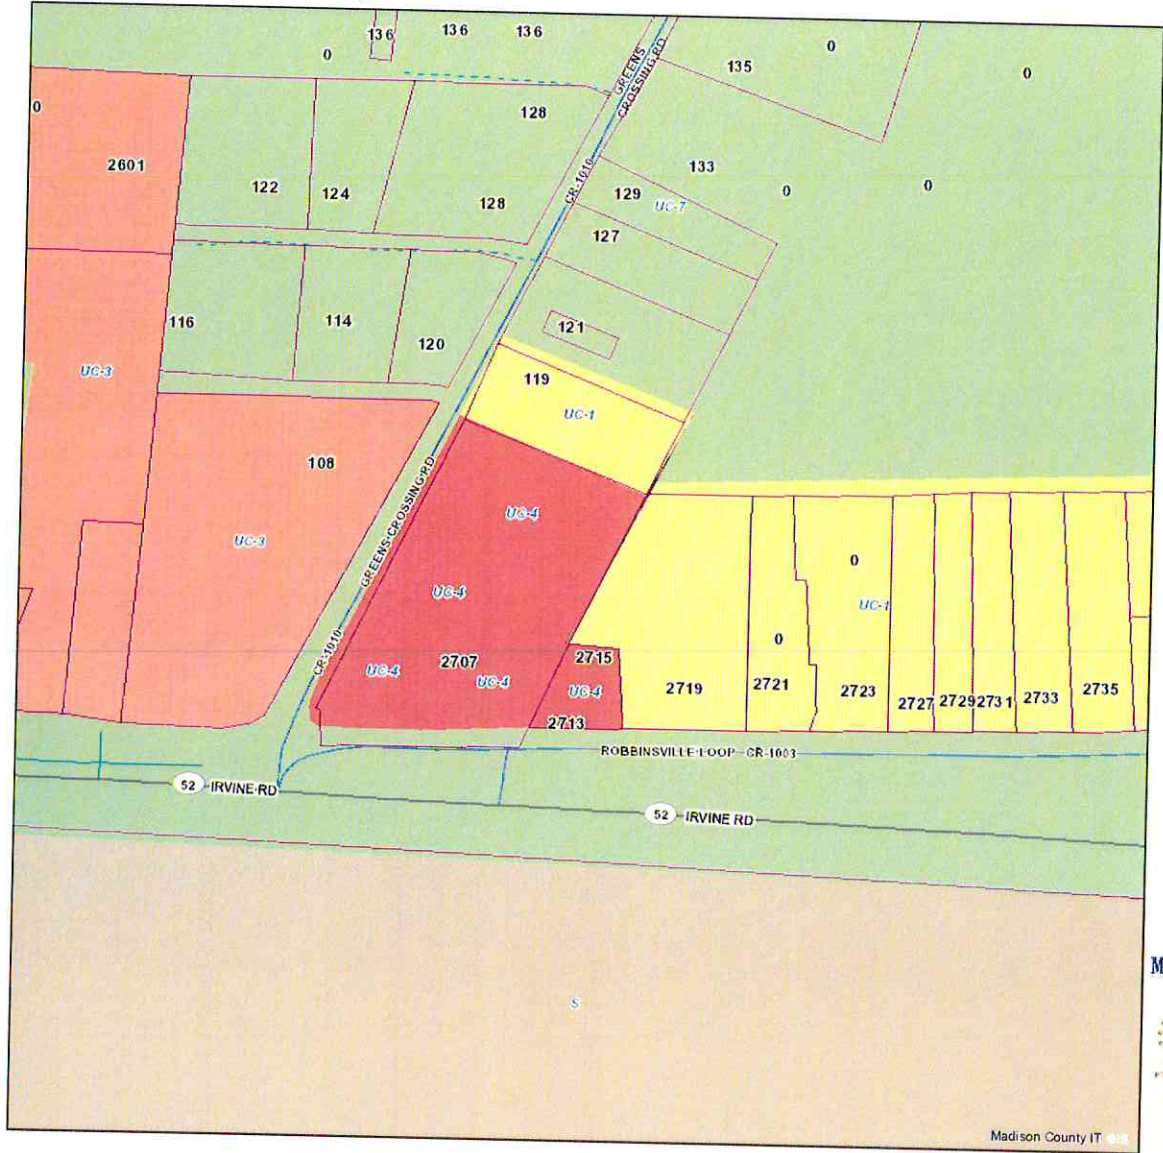 136
136
136
0
0
0
135
0
128
2601
122
124
128
GREENS
CROSSING RD
CR-1010
133
129
UC-7
0
0
127
116
114
120
121
UC-3
119
UC-1
108
UC-3
GREENS CROSSING RD
CR-1010
UC-4
UC-4
UC-4
2707
UC-4
2715
UC-4
2713
0
UC-1
0
2719
2721
2723
2727
2729
2731
2733
2735
ROBBINSVILLE LOOP CR-1003
52 IRVINE RD
52 IRVINE RD
S
M
Madison County IT GIS